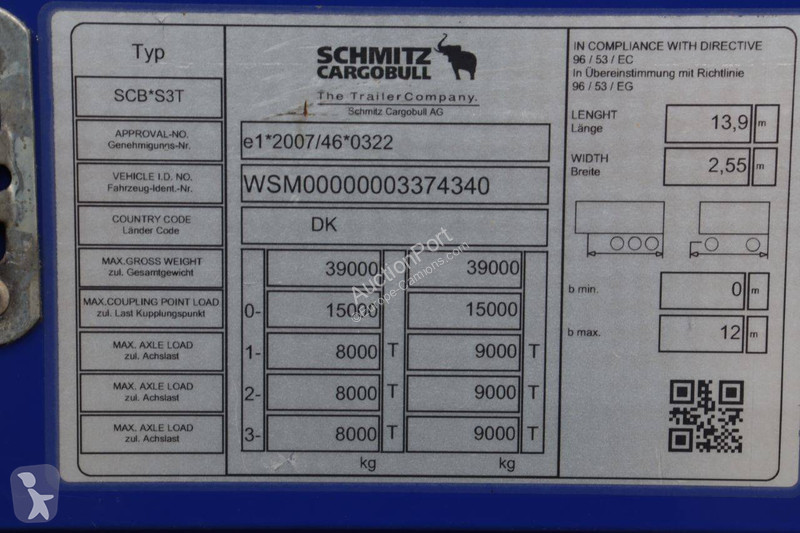 Typ
SCB*S3T
APPROVAL-NO.
Genehmigungs-Nr.
VEHICLE I.D. NO.
Fahrzeug-Ident.-Nr.
COUNTRY CODE
Länder Code
MAX.GROSS WEIGHT
zul. Gesamtgewicht
MAX.COUPLING POINT LOAD
zul. Last Kupplungspunkt
MAX. AXLE LOAD
zul. Achslast
MAX. AXLE LOAD
zul. Achslast
MAX. AXLE LOAD
zul. Achslast
SCHMITZ
CARGOBULL
The TrailerCompany.
Schmitz Cargobull AG
e1*2007/46*0322
WSM00000003374340
DK
39000 39000
0- 15000 15000
1- 8000 T 9000 T
2- 8000 T 9000 T
3- 8000 T 9000 T
kg kg
IN COMPLIANCE WITH DIRECTIVE
96 / 53 / EC
In Übereinstimmung mit Richtlinie
96 / 53 / EG
LENGHT
Länge
13,9 m
WIDTH
Breite
2,55 m
b min. 0 m
b max. 12 m
AuctionPort
©Europe-Camions.com